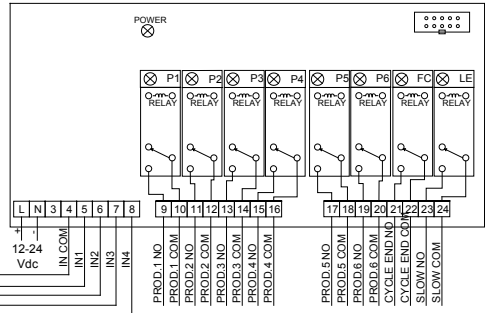 POWER
P1 P2 P3 P4 P5 P6 FC LE
RELAY RELAY RELAY RELAY RELAY RELAY RELAY RELAY
L N 3 4 5 6 7 8 9 10 11 12 13 14 15 16 17 18 19 20 21 22 23 24
+ -
12-24
Vdc
IN COM
IN1
IN2
IN3
IN4
PROD.1 NO
PROD.1 COM
PROD.2 NO
PROD.2 COM
PROD.3 NO
PROD.3 COM
PROD.4 NO
PROD.4 COM
PROD.5 NO
PROD.5 COM
PROD.6 NO
PROD.6 COM
CYCLE END NO
CYCLE END COM
SLOW NO
SLOW COM